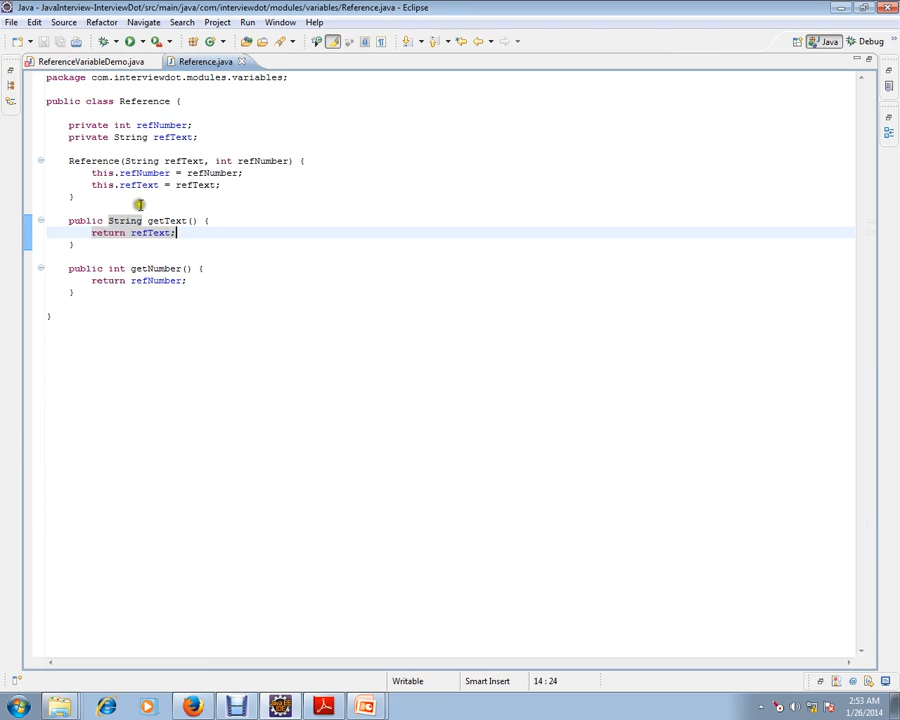 Java - JavaInterview-InterviewDot/src/main/java/com/interviewdot/modules/variables/Reference.java - Eclipse
File Edit Source Refactor Navigate Search Project Run Window Help
Java Debug
ReferenceVariableDemo.java Reference.java
package com.interviewdot.modules.variables;
public class Reference {
private int refNumber;
private String refText;
Reference(String refText, int refNumber) {
this.refNumber = refNumber;
this.refText = refText;
}
public String getText() {
return refText;
}
public int getNumber() {
return refNumber;
}
}
Writable Smart Insert 14 : 24
2:53 AM
1/26/2014